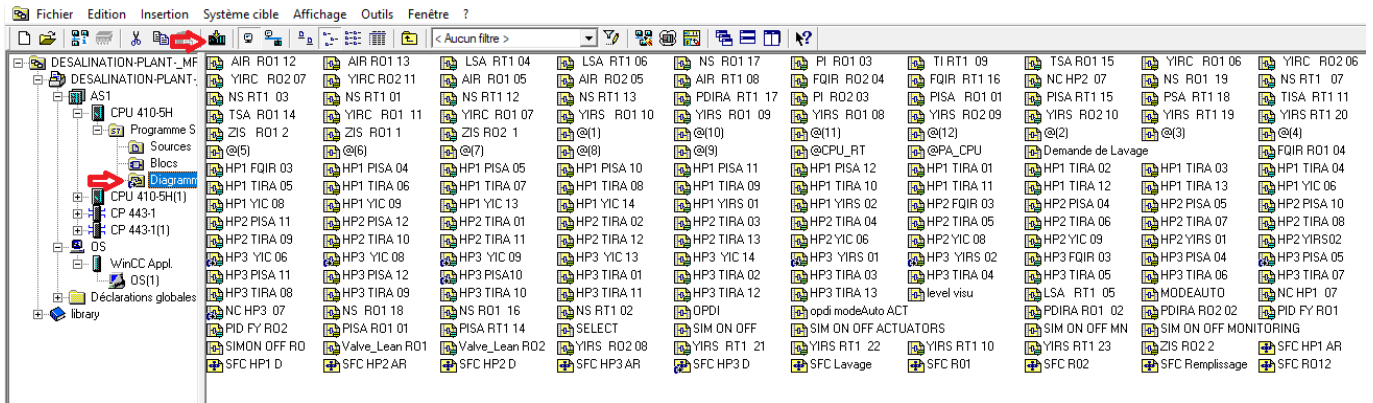 Fichier Edition Insertion Système cible Affichage Outils Fenêtre ?
< Aucun filtre >
DESALINATION-PLANT-_MF
DESALINATION-PLANT-
AS1
CPU 410-5H
Programme S
Sources
Blocs
Diagramm
CPU 410-5H(1)
CP 443-1
CP 443-1(1)
OS
WinCC Appl.
OS(1)
Déclarations globales
library
AIR RO1 12 AIR RO1 13 LSA RT1 04 LSA RT1 06 NS RO1 17 PI RO1 03 TI RT1 09 TSA RO1 15 YIRC RO1 06 YIRC RO2 06
YIRC RO2 07 YIRC RO2 11 AIR RO1 05 AIR RO2 05 AIR RT1 08 FQIR RO2 04 FQIR RT1 16 NC HP2 07 NS RO1 19 NS RT1 07
NS RT1 03 NS RT1 01 NS RT1 12 NS RT1 13 PDIRA RT1 17 PI RO2 03 PISA RO1 01 PISA RT1 15 PSA RT1 18 TISA RT1 11
TSA RO1 14 YIRC RO1 11 YIRC RO1 07 YIRS RO1 10 YIRS RO1 09 YIRS RO1 08 YIRS RO2 09 YIRS RO2 10 YIRS RT1 19 YIRS RT1 20
ZIS RO1 2 ZIS RO1 1 ZIS RO2 1 @(1) @(10) @(11) @(12) @(2) @(3) @(4)
@(5) @(6) @(7) @(8) @(9) @CPU_RT @PA_CPU Demande de Lavage FQIR RO1 04
HP1 FQIR 03 HP1 PISA 04 HP1 PISA 05 HP1 PISA 10 HP1 PISA 11 HP1 PISA 12 HP1 TIRA 01 HP1 TIRA 02 HP1 TIRA 03 HP1 TIRA 04
HP1 TIRA 05 HP1 TIRA 06 HP1 TIRA 07 HP1 TIRA 08 HP1 TIRA 09 HP1 TIRA 10 HP1 TIRA 11 HP1 TIRA 12 HP1 TIRA 13 HP1 YIC 06
HP1 YIC 08 HP1 YIC 09 HP1 YIC 13 HP1 YIC 14 HP1 YIRS 01 HP1 YIRS 02 HP2 FQIR 03 HP2 PISA 04 HP2 PISA 05 HP2 PISA 10
HP2 PISA 11 HP2 PISA 12 HP2 TIRA 01 HP2 TIRA 02 HP2 TIRA 03 HP2 TIRA 04 HP2 TIRA 05 HP2 TIRA 06 HP2 TIRA 07 HP2 TIRA 08
HP2 TIRA 09 HP2 TIRA 10 HP2 TIRA 11 HP2 TIRA 12 HP2 TIRA 13 HP2 YIC 06 HP2 YIC 08 HP2 YIC 09 HP2 YIRS 01 HP2 YIRS02
HP3 YIC 06 HP3 YIC 08 HP3 YIC 09 HP3 YIC 13 HP3 YIC 14 HP3 YIRS 01 HP3 YIRS 02 HP3 FQIR 03 HP3 PISA 04 HP3 PISA 05
HP3 PISA 11 HP3 PISA 12 HP3 PISA10 HP3 TIRA 01 HP3 TIRA 02 HP3 TIRA 03 HP3 TIRA 04 HP3 TIRA 05 HP3 TIRA 06 HP3 TIRA 07
HP3 TIRA 08 HP3 TIRA 09 HP3 TIRA 10 HP3 TIRA 11 HP3 TIRA 12 HP3 TIRA 13 level visu LSA RT1 05 MODEAUTO NC HP1 07
NC HP3 07 NS RO1 18 NS RO1 16 NS RT1 02 OPDI opdi modeAuto ACT PDIRA RO1 02 PDIRA RO2 02 PID FY RO1
PID FY RO2 PISA RO1 01 PISA RT1 14 SELECT SIM ON OFF SIM ON OFF ACTUATORS SIM ON OFF MN SIM ON OFF MONITORING
SIMON OFF RO Valve_Lean RO1 Valve_Lean RO2 YIRS RO2 08 YIRS RT1 21 YIRS RT1 22 YIRS RT1 10 YIRS RT1 23 ZIS RO2 2 SFC HP1 AR
SFC HP1 D SFC HP2 AR SFC HP2 D SFC HP3 AR SFC HP3 D SFC Lavage SFC R01 SFC R02 SFC Remplissage SFC RO12